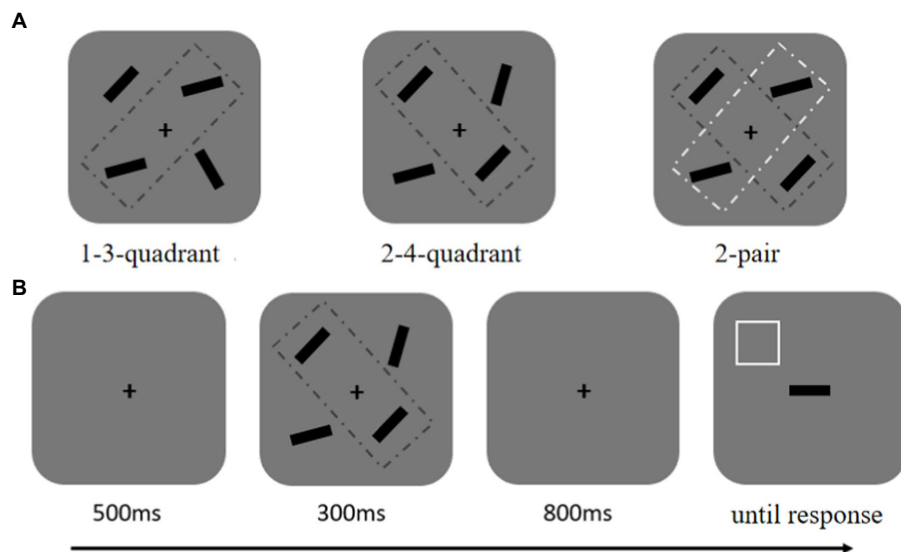 A
1-3-quadrant
2-4-quadrant
2-pair
B
500ms
300ms
800ms
until response